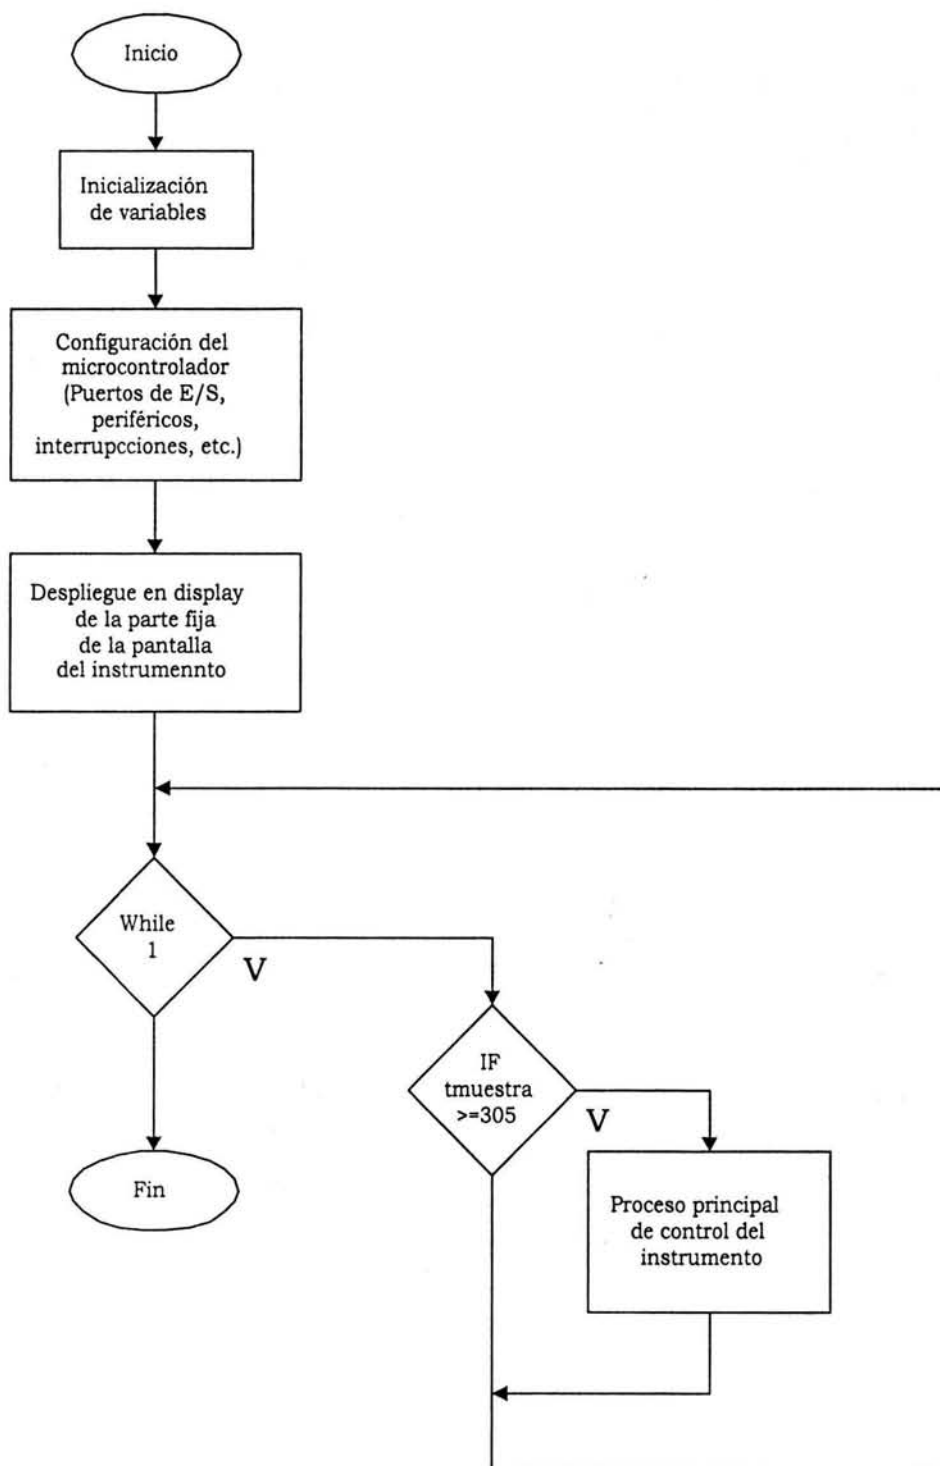 Inicio
Inicialización
de variables
Configuración del
microcontrolador
(Puertos de E/S,
periféricos,
interrupcciones, etc.)
Despliegue en display
de la parte fija
de la pantalla
del instrumennto
While
1
V
IF
tmuestra
>=305
V
Fin
Proceso principal
de control del
instrumento